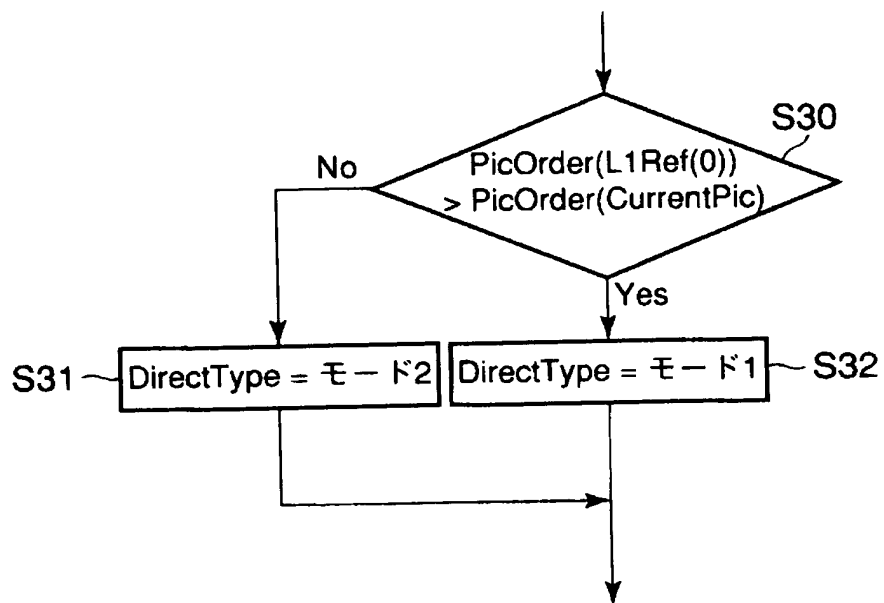 S30
PicOrder(L1Ref(0))
> PicOrder(CurrentPic)
No
Yes
S31
DirectType = モード2
DirectType = モード1
S32